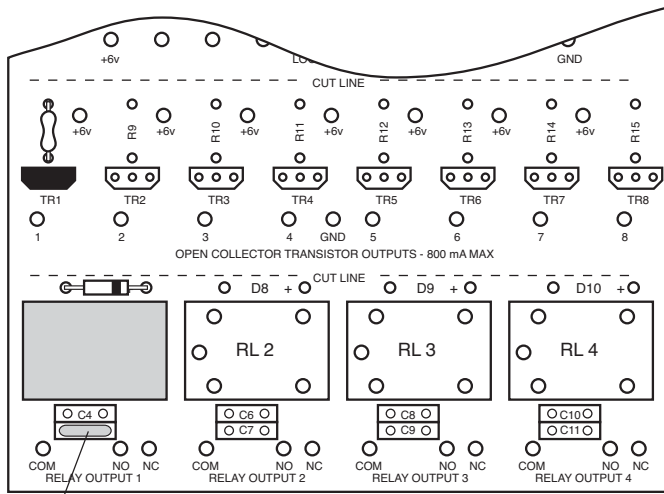 +6v LOG GND
CUT LINE
+6v R9 +6v R10 +6v R11 +6v R12 +6v R13 +6v R14 +6v R15
TR1 TR2 TR3 TR4 TR5 TR6 TR7 TR8
1 2 3 4 GND 5 6 7 8
OPEN COLLECTOR TRANSISTOR OUTPUTS - 800 mA MAX
CUT LINE
D8 + D9 + D10 +
RL 2 RL 3 RL 4
C4 C6 C8 C10
C7 C9 C11
COM NO NC COM NO NC COM NO NC COM NO NC
RELAY OUTPUT 1 RELAY OUTPUT 2 RELAY OUTPUT 3 RELAY OUTPUT 4